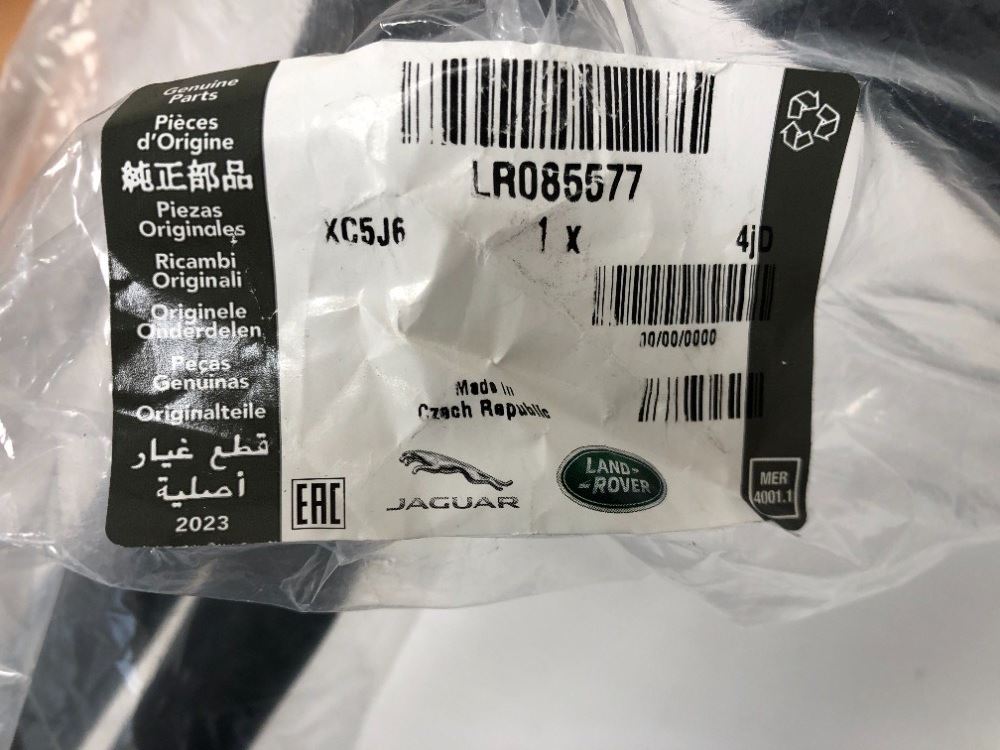 Genuine
Parts
Pièces
d'Origine
純正部品
Piezas
Originales
Ricambi
Originali
Originele
Onderdelen
Peças
Genuinas
Originalteile
قطع غيار
أصلية
2023
LR085577
XC5J6 1 x 4jD
00/00/0000
Made In
Czech Republic
EAC
JAGUAR
LAND-
-ROVER
MER
4001.1